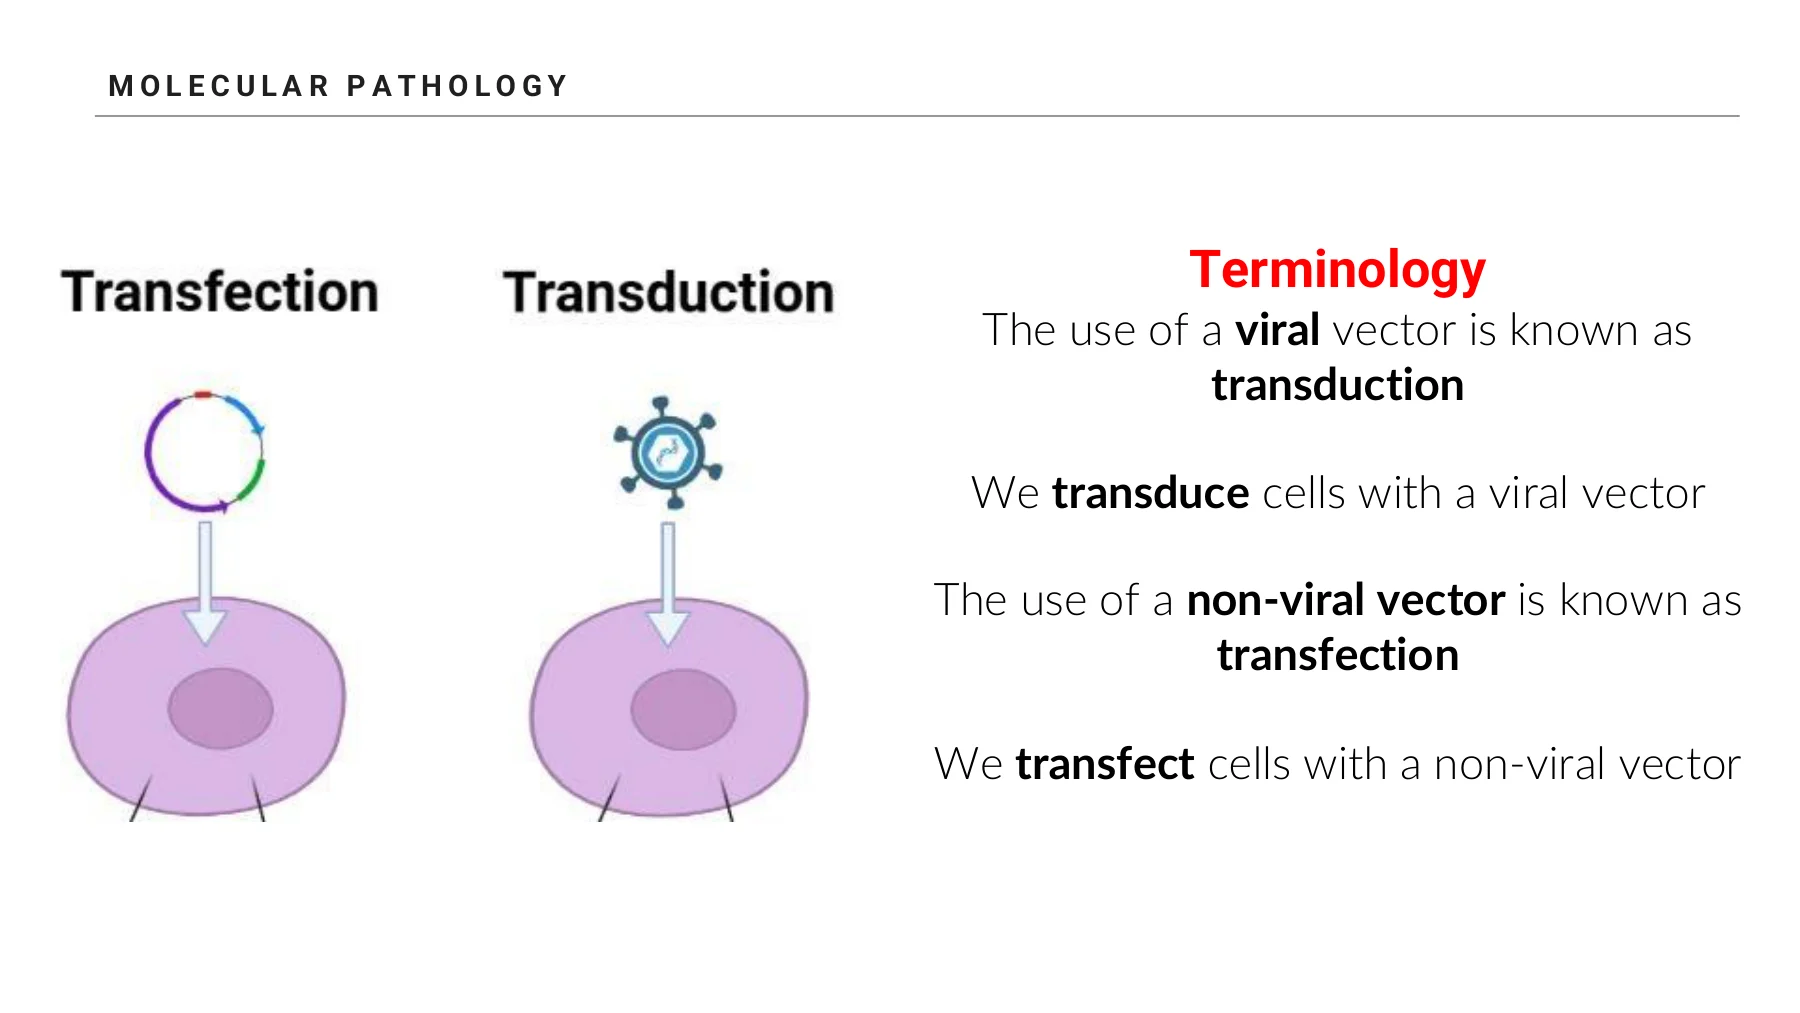 MOLECULAR PATHOLOGY
Transfection
Transduction
Terminology
The use of a viral vector is known as
transduction
We transduce cells with a viral vector
The use of a non-viral vector is known as
transfection
We transfect cells with a non-viral vector